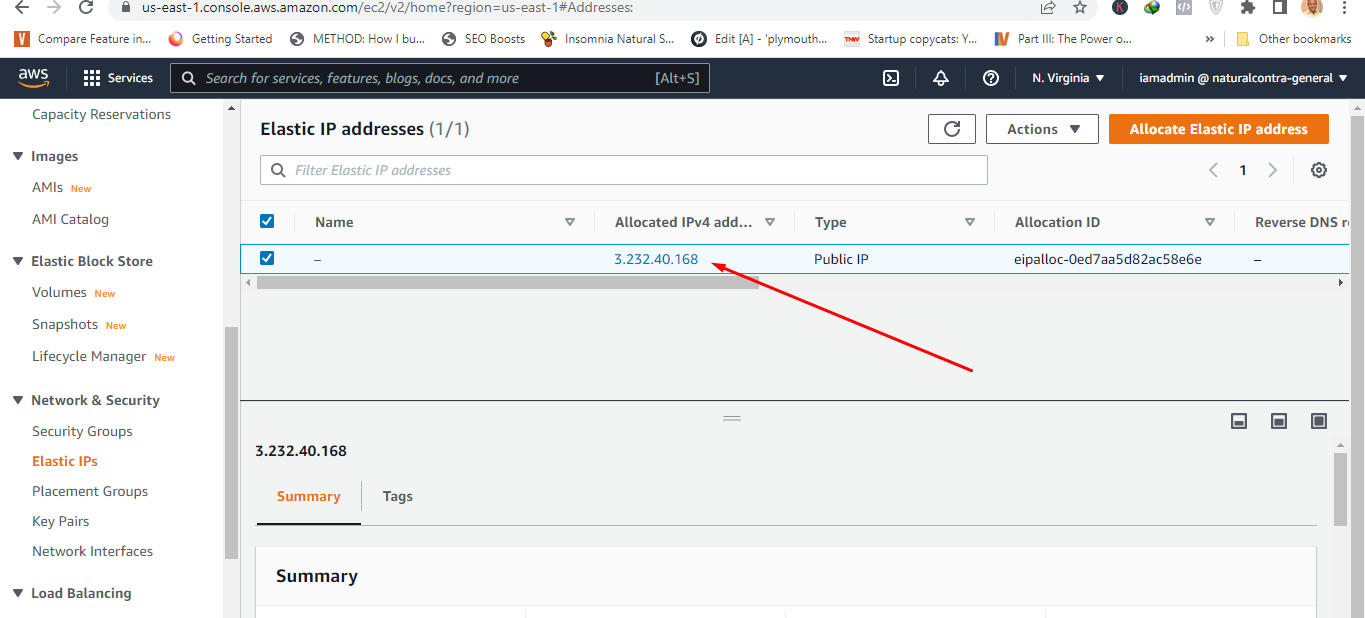 us-east-1.console.aws.amazon.com/ec2/v2/home?region=us-east-1#Addresses:
Compare Feature in... Getting Started METHOD: How I bu... SEO Boosts Insomnia Natural S... Edit [A] - 'plymouth... Startup copycats: Y... Part III: The Power o... » Other bookmarks
aws Services Search for services, features, blogs, docs, and more [Alt+S] N. Virginia iamadmin @ naturalcontra-general
Capacity Reservations
Images
AMIs New
AMI Catalog
Elastic Block Store
Volumes New
Snapshots New
Lifecycle Manager New
Network & Security
Security Groups
Elastic IPs
Placement Groups
Key Pairs
Network Interfaces
Load Balancing
Elastic IP addresses (1/1)
Actions
Allocate Elastic IP address
Filter Elastic IP addresses
1
Name Allocated IPv4 add... Type Allocation ID Reverse DNS
– 3.232.40.168 Public IP eipalloc-0ed7aa5d82ac58e6e –
3.232.40.168
Summary Tags
Summary